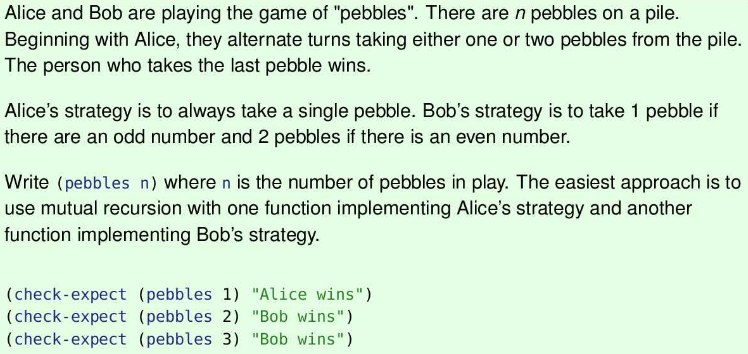 Alice and Bob are playing the game of "pebbles". There are n pebbles on a pile.
Beginning with Alice, they alternate turns taking either one or two pebbles from the pile.
The person who takes the last pebble wins.
Alice's strategy is to always take a single pebble. Bob's strategy is to take 1 pebble if
there are an odd number and 2 pebbles if there is an even number.
Write (pebbles n) where n is the number of pebbles in play. The easiest approach is to
use mutual recursion with one function implementing Alice's strategy and another
function implementing Bob's strategy.
(check-expect (pebbles 1) "Alice wins")
(check-expect (pebbles 2) "Bob wins")
(check-expect (pebbles 3) "Bob wins")